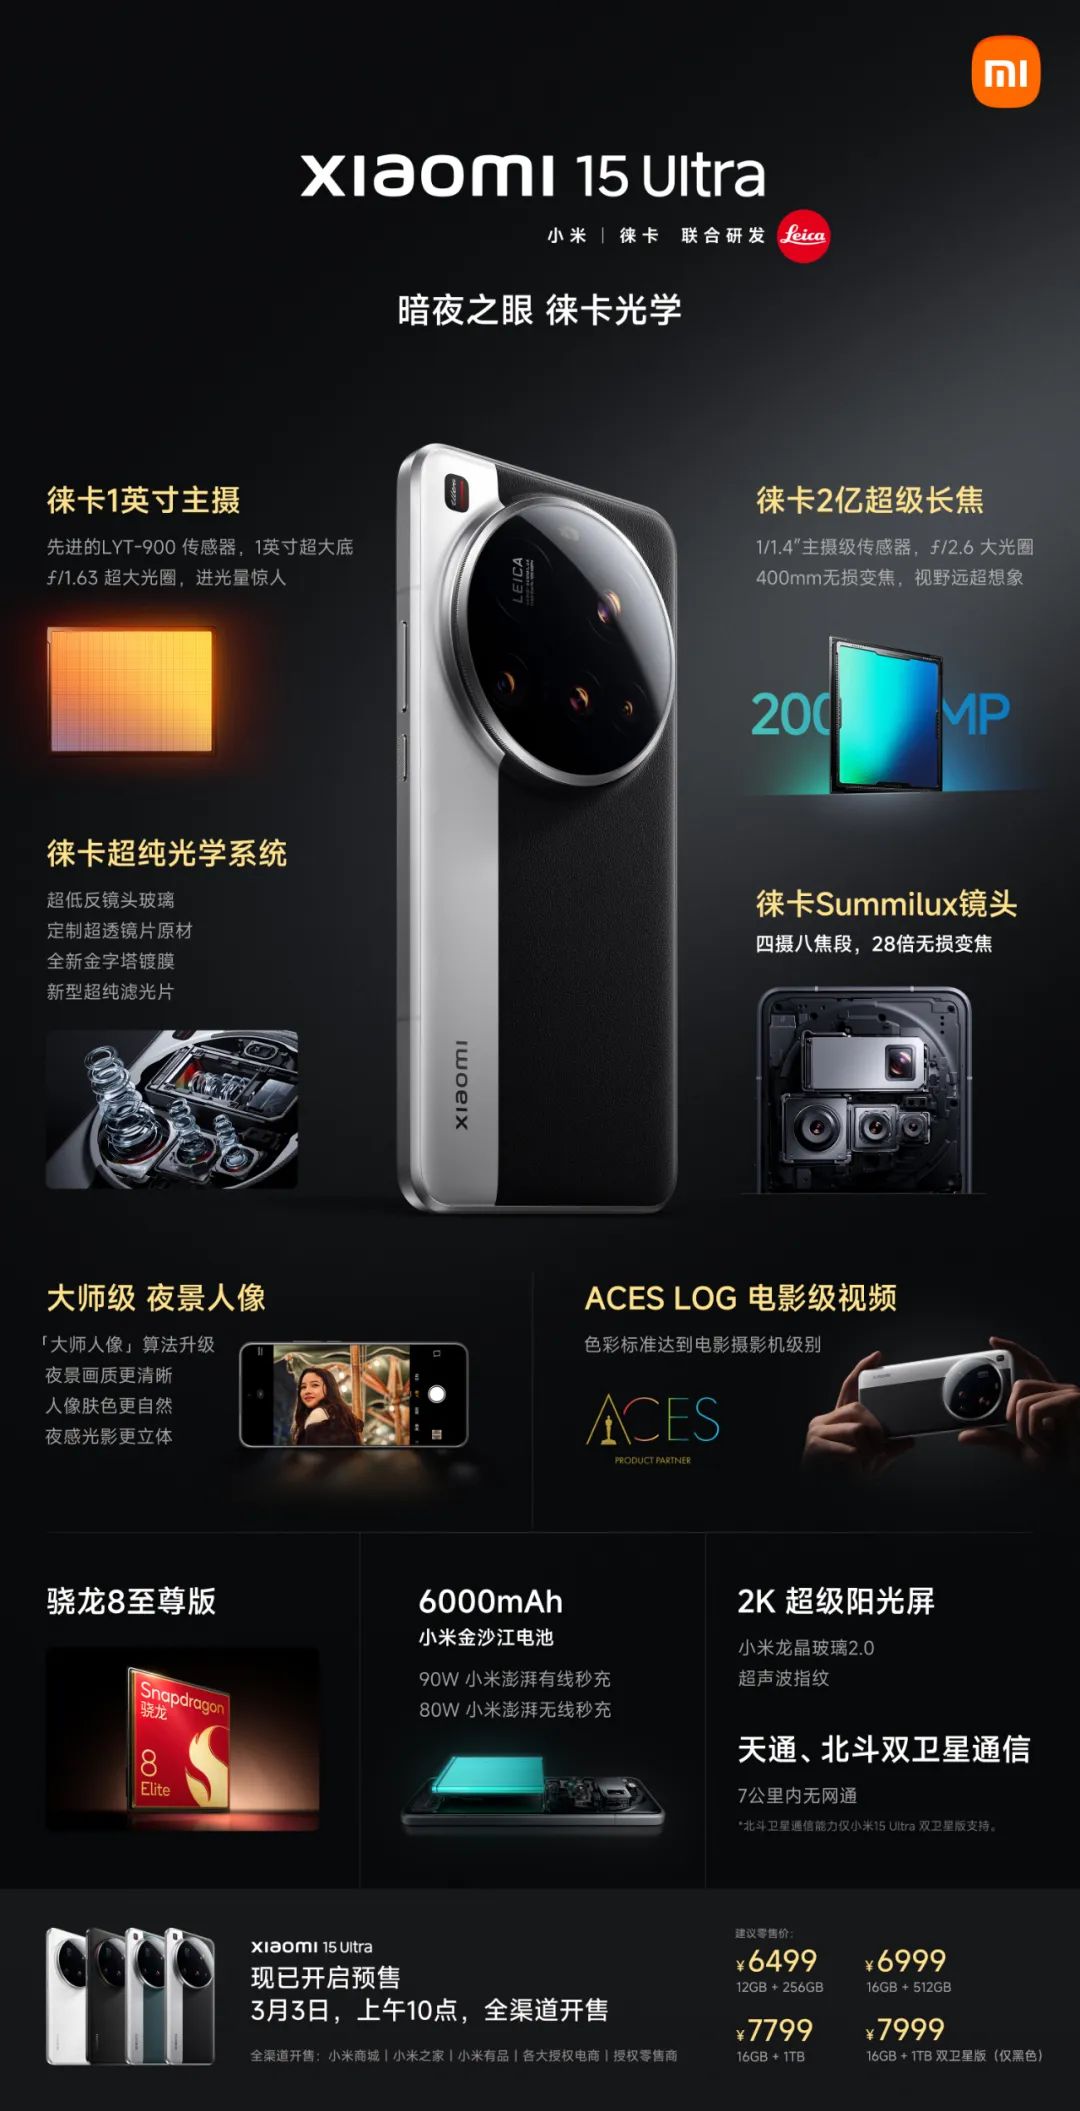 xiaomi 15 Ultra
小米 | 徕卡 联合研发 Leica
暗夜之眼 徕卡光学
徕卡1英寸主摄
先进的LYT-900 传感器，1英寸超大底
ƒ/1.63 超大光圈，进光量惊人
徕卡2亿超级长焦
1/1.4″主摄级传感器，ƒ/2.6 大光圈
400mm无损变焦，视野远超想象
200 MP
LEICA
徕卡超纯光学系统
超低反镜头玻璃
定制超透镜片原材
全新金字塔镀膜
新型超纯滤光片
徕卡Summilux镜头
四摄八焦段，28倍无损变焦
xiaomi
大师级 夜景人像
「大师人像」算法升级
夜景画质更清晰
人像肤色更自然
夜感光影更立体
ACES LOG 电影级视频
色彩标准达到电影摄影机级别
ACES
PRODUCT PARTNER
骁龙8至尊版
Snapdragon
骁龙
8
Elite
6000mAh
小米金沙江电池
90W 小米澎湃有线秒充
80W 小米澎湃无线秒充
2K 超级阳光屏
小米龙晶玻璃2.0
超声波指纹
天通、北斗双卫星通信
7公里内无网通
*北斗卫星通信能力仅小米15 Ultra 双卫星版支持。
xiaomi 15 Ultra
现已开启预售
3月3日，上午10点，全渠道开售
全渠道开售：小米商城 | 小米之家 | 小米有品 | 各大授权电商 | 授权零售商
建议零售价：
¥6499
12GB + 256GB
¥6999
16GB + 512GB
¥7799
16GB + 1TB
¥7999
16GB + 1TB 双卫星版（仅黑色）